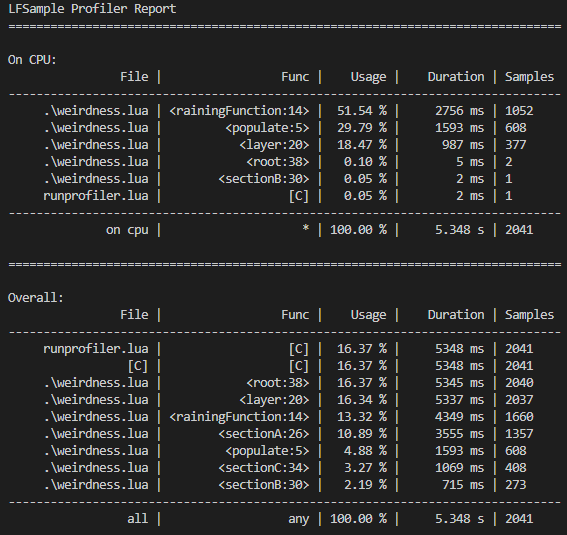 LFSample Profiler Report
===============================================================================
On CPU:
File | Func | Usage | Duration | Samples
-------------------------------------------------------------------------------
.\weirdness.lua | <rainingFunction:14> | 51.54 % | 2756 ms | 1052
.\weirdness.lua | <populate:5> | 29.79 % | 1593 ms | 608
.\weirdness.lua | <layer:20> | 18.47 % | 987 ms | 377
.\weirdness.lua | <root:38> | 0.10 % | 5 ms | 2
.\weirdness.lua | <sectionB:30> | 0.05 % | 2 ms | 1
runprofiler.lua | [C] | 0.05 % | 2 ms | 1
-------------------------------------------------------------------------------
on cpu | * | 100.00 % | 5.348 s | 2041
===============================================================================
Overall:
File | Func | Usage | Duration | Samples
-------------------------------------------------------------------------------
runprofiler.lua | [C] | 16.37 % | 5348 ms | 2041
[C] | [C] | 16.37 % | 5348 ms | 2041
.\weirdness.lua | <root:38> | 16.37 % | 5345 ms | 2040
.\weirdness.lua | <layer:20> | 16.34 % | 5337 ms | 2037
.\weirdness.lua | <rainingFunction:14> | 13.32 % | 4349 ms | 1660
.\weirdness.lua | <sectionA:26> | 10.89 % | 3555 ms | 1357
.\weirdness.lua | <populate:5> | 4.88 % | 1593 ms | 608
.\weirdness.lua | <sectionC:34> | 3.27 % | 1069 ms | 408
.\weirdness.lua | <sectionB:30> | 2.19 % | 715 ms | 273
-------------------------------------------------------------------------------
all | any | 100.00 % | 5.348 s | 2041